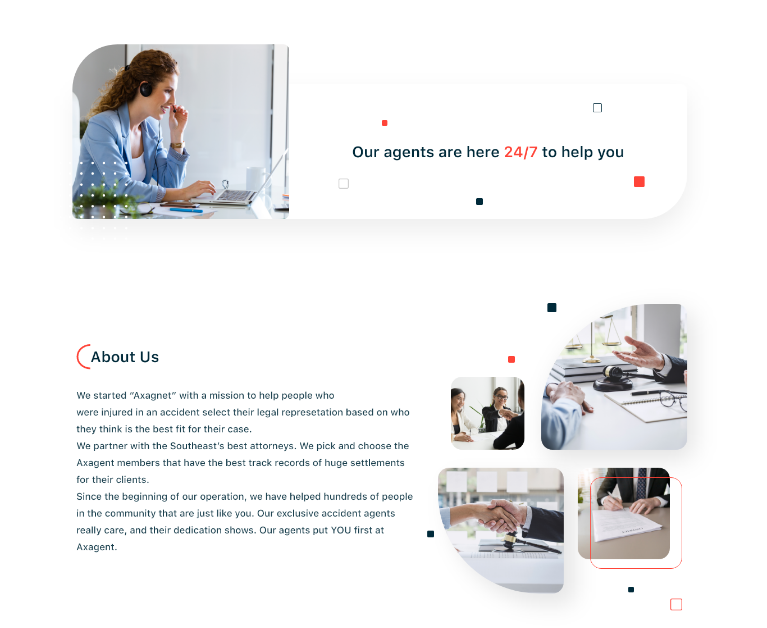 Our agents are here 24/7 to help you
About Us
We started “Axagnet” with a mission to help people who
were injured in an accident select their legal represetation based on who
they think is the best fit for their case.
We partner with the Southeast's best attorneys. We pick and choose the
Axagent members that have the best track records of huge settlements
for their clients.
Since the beginning of our operation, we have helped hundreds of people
in the community that are just like you. Our exclusive accident agents
really care, and their dedication shows. Our agents put YOU first at
Axagent.